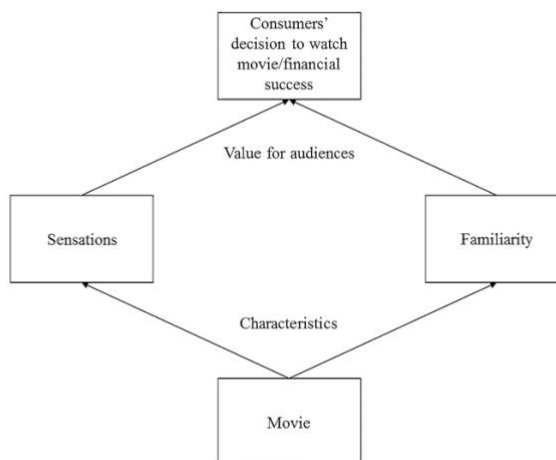 Consumers’
decision to watch
movie/financial
success
Value for audiences
Sensations
Familiarity
Characteristics
Movie